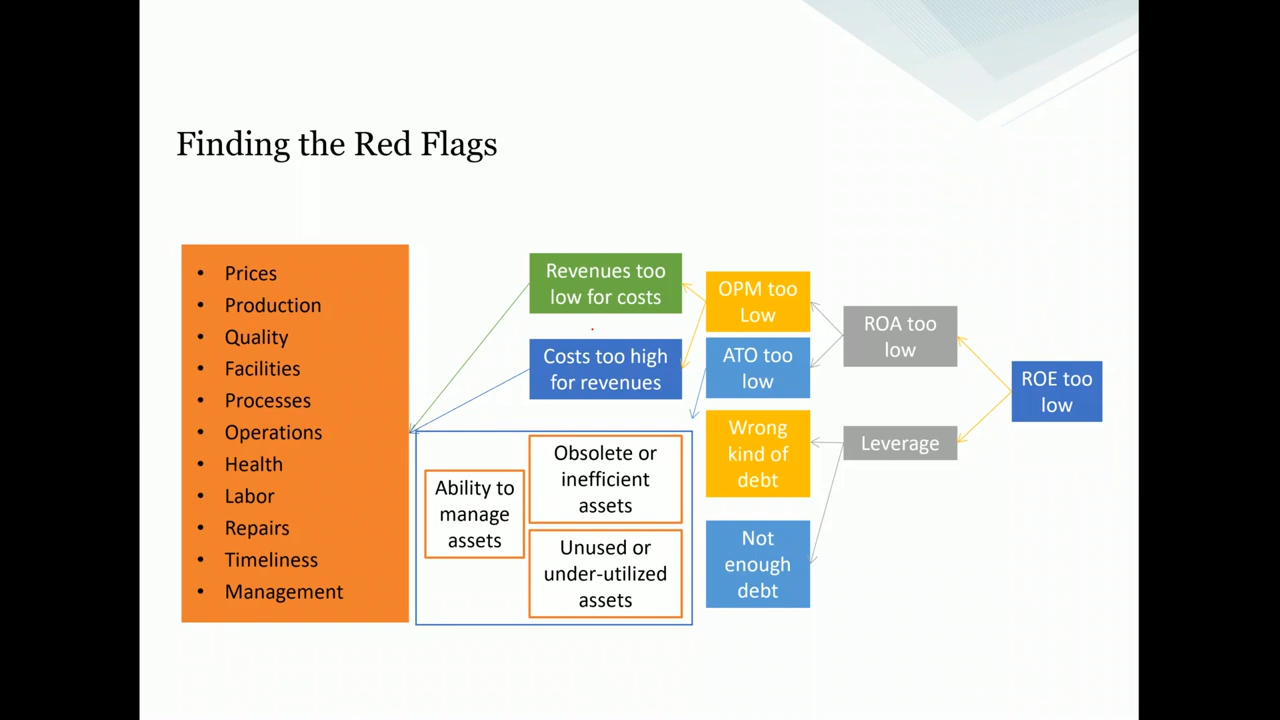 Finding the Red Flags
• Prices
• Production
• Quality
• Facilities
• Processes
• Operations
• Health
• Labor
• Repairs
• Timeliness
• Management
Revenues too
low for costs
Costs too high
for revenues
Ability to
manage
assets
Obsolete or
inefficient
assets
Unused or
under-utilized
assets
OPM too
Low
ATO too
low
Wrong
kind of
debt
Not
enough
debt
ROA too
low
Leverage
ROE too
low